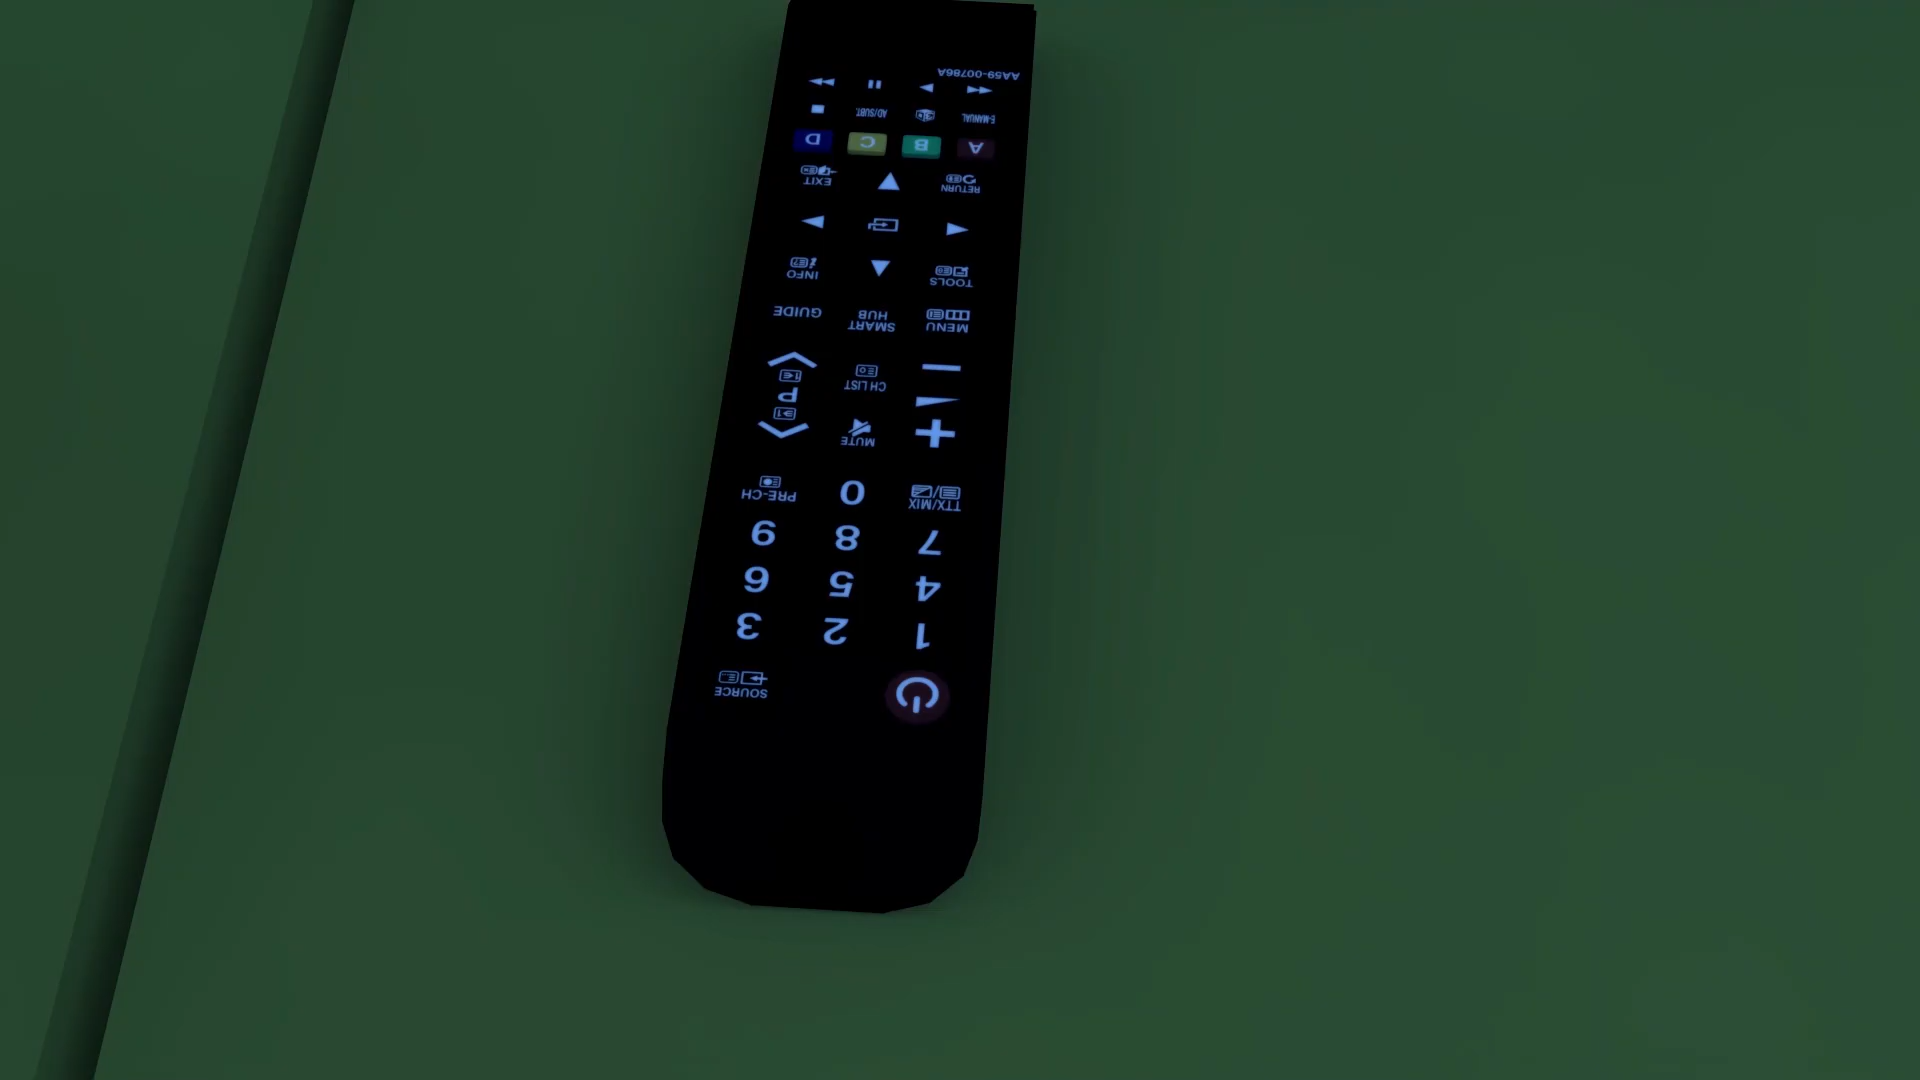 SOURCE
1 2 3
4 5 6
7 8 9
TTX/MIX 0 PRE-CH
MUTE
P
CH LIST
MENU SMART HUB GUIDE
TOOLS INFO
RETURN EXIT
A B C D
E-MANUAL AD/SUBT.
AA59-00786A